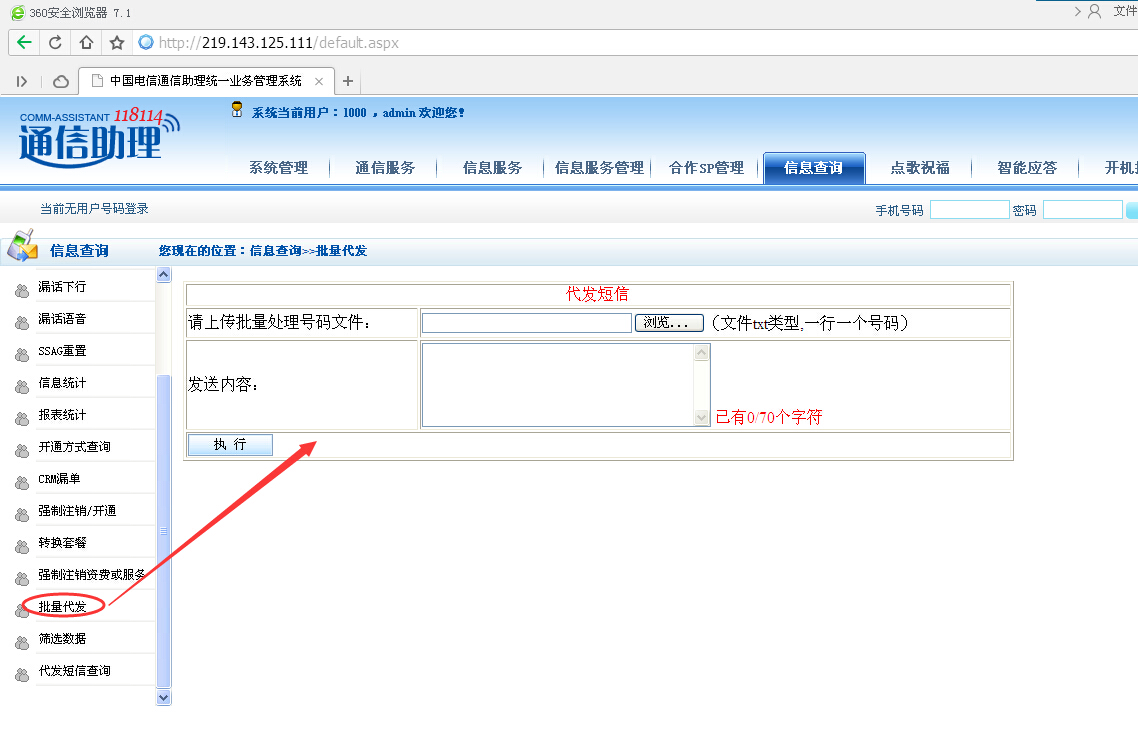 360安全浏览器 7.1
文件
http://219.143.125.111/default.aspx
中国电信通信助理统一业务管理系统
COMM-ASSISTANT 118114
通信助理
系统当前用户：1000 ，admin 欢迎您！
系统管理 通信服务 信息服务 信息服务管理 合作SP管理 信息查询 点歌祝福 智能应答 开机
当前无用户号码登录 手机号码 密码
信息查询 您现在的位置：信息查询>>批量代发
漏话下行
漏话语音
SSAG重置
信息统计
报表统计
开通方式查询
CRM漏单
强制注销/开通
转换套餐
强制注销资费或服务
批量代发
筛选数据
代发短信查询
代发短信
请上传批量处理号码文件： 浏览... （文件txt类型,一行一个号码）
发送内容： 已有0/70个字符
执 行